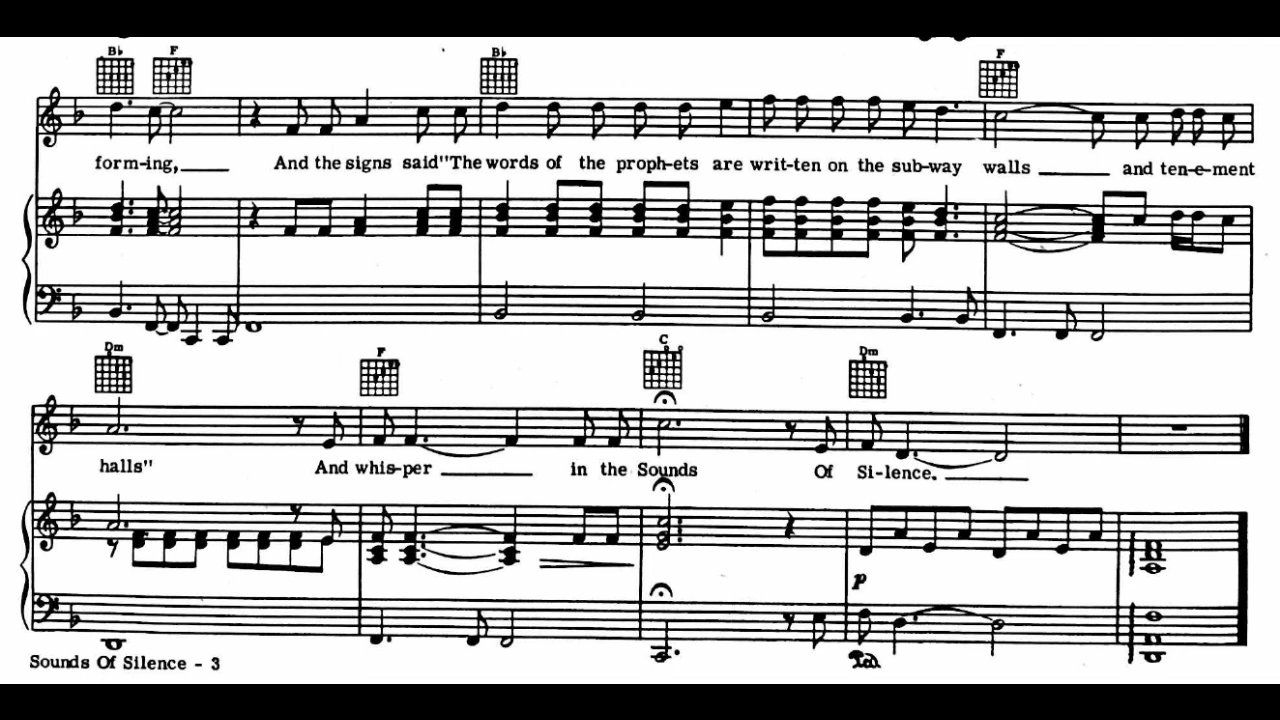 B♭ F B♭ F
form-ing, And the signs said "The words of the proph-ets are writ-ten on the sub-way walls and ten-e-ment
Dm F C Dm
halls" And whis-per in the Sounds Of Si-lence.
p
Ped.
Sounds Of Silence - 3